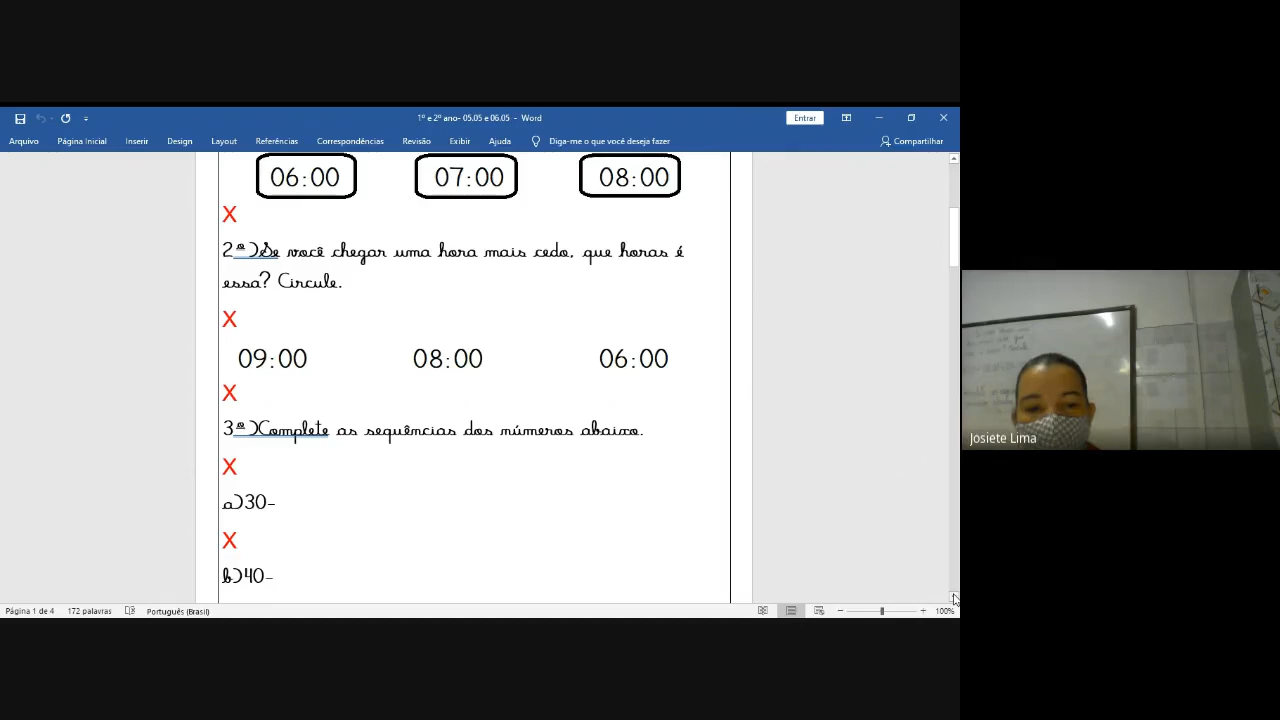 1º e 2º ano- 05.05 e 06.05 - Word
Entrar
Arquivo Página Inicial Inserir Design Layout Referências Correspondências Revisão Exibir Ajuda Diga-me o que você deseja fazer Compartilhar
06:00 07:00 08:00
X
2º)Se você chegar uma hora mais cedo, que horas é
essa? Circule.
X
09:00 08:00 06:00
X
3º)Complete as sequências dos números abaixo.
X
a)30-
X
b)40-
Josiete Lima
Página 1 de 4 172 palavras Português (Brasil) 100%